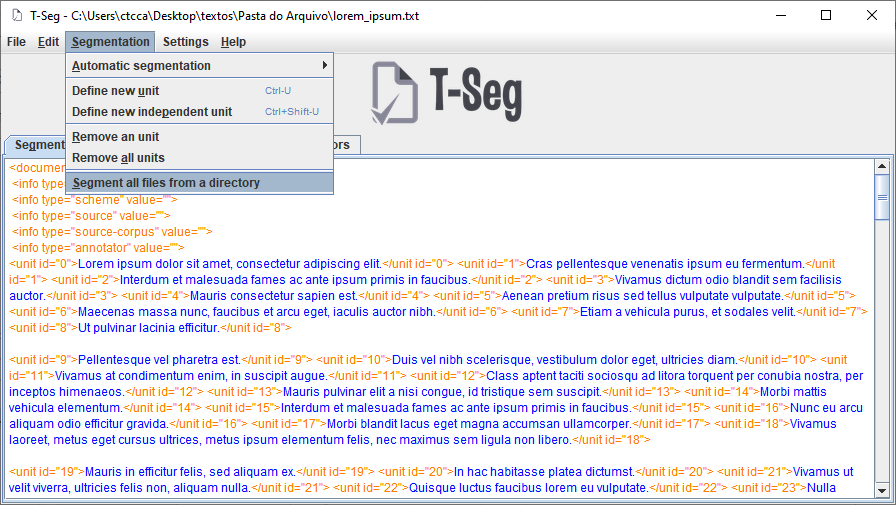 T-Seg - C:\Users\ctcca\Desktop\textos\Pasta do Arquivo\lorem_ipsum.txt
File Edit Segmentation Settings Help
Automatic segmentation
Define new unit Ctrl-U
Define new independent unit Ctrl+Shift-U
Remove an unit
Remove all units
Segment all files from a directory
T-Seg
<info type="scheme" value="">
<info type="source" value="">
<info type="source-corpus" value="">
<info type="annotator" value="">
<unit id="0">Lorem ipsum dolor sit amet, consectetur adipiscing elit.</unit id="0"> <unit id="1">Cras pellentesque venenatis ipsum eu fermentum.</unit
id="1"> <unit id="2">Interdum et malesuada fames ac ante ipsum primis in faucibus.</unit id="2"> <unit id="3">Vivamus dictum odio blandit sem facilisis
auctor.</unit id="3"> <unit id="4">Mauris consectetur sapien est.</unit id="4"> <unit id="5">Aenean pretium risus sed tellus vulputate vulputate.</unit id="5">
<unit id="6">Maecenas massa nunc, faucibus et arcu eget, iaculis auctor nibh.</unit id="6"> <unit id="7">Etiam a vehicula purus, et sodales velit.</unit id="7">
<unit id="8">Ut pulvinar lacinia efficitur.</unit id="8">
<unit id="9">Pellentesque vel pharetra est.</unit id="9"> <unit id="10">Duis vel nibh scelerisque, vestibulum dolor eget, ultricies diam.</unit id="10"> <unit
id="11">Vivamus at condimentum enim, in suscipit augue.</unit id="11"> <unit id="12">Class aptent taciti sociosqu ad litora torquent per conubia nostra, per
inceptos himenaeos.</unit id="12"> <unit id="13">Mauris pulvinar elit a nisi congue, id tristique sem suscipit.</unit id="13"> <unit id="14">Morbi mattis
vehicula elementum.</unit id="14"> <unit id="15">Interdum et malesuada fames ac ante ipsum primis in faucibus.</unit id="15"> <unit id="16">Nunc eu arcu
aliquam odio efficitur gravida.</unit id="16"> <unit id="17">Morbi blandit lacus eget magna accumsan ullamcorper.</unit id="17"> <unit id="18">Vivamus
laoreet, metus eget cursus ultrices, metus ipsum elementum felis, nec maximus sem ligula non libero.</unit id="18">
<unit id="19">Mauris in efficitur felis, sed aliquam ex.</unit id="19"> <unit id="20">In hac habitasse platea dictumst.</unit id="20"> <unit id="21">Vivamus ut
velit viverra, ultricies felis non, aliquam nulla.</unit id="21"> <unit id="22">Quisque luctus faucibus lorem eu vulputate.</unit id="22"> <unit id="23">Nulla